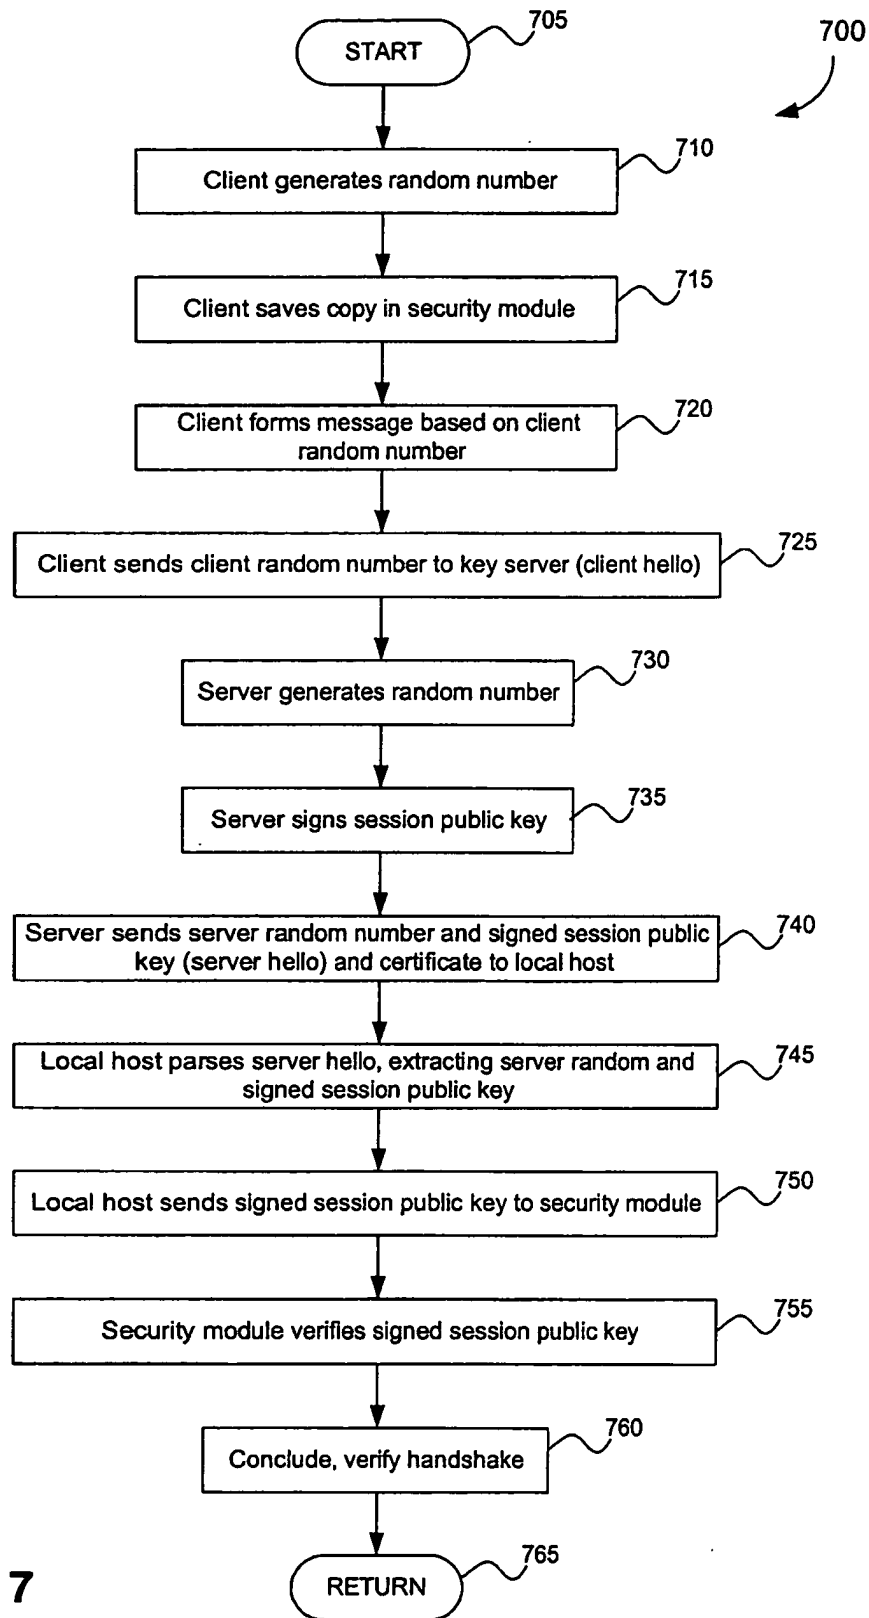 START
705
700
Client generates random number
710
Client saves copy in security module
715
Client forms message based on client
random number
720
Client sends client random number to key server (client hello)
725
Server generates random number
730
Server signs session public key
735
Server sends server random number and signed session public
key (server hello) and certificate to local host
740
Local host parses server hello, extracting server random and
signed session public key
745
Local host sends signed session public key to security module
750
Security module verifies signed session public key
755
Conclude, verify handshake
760
RETURN
765
7